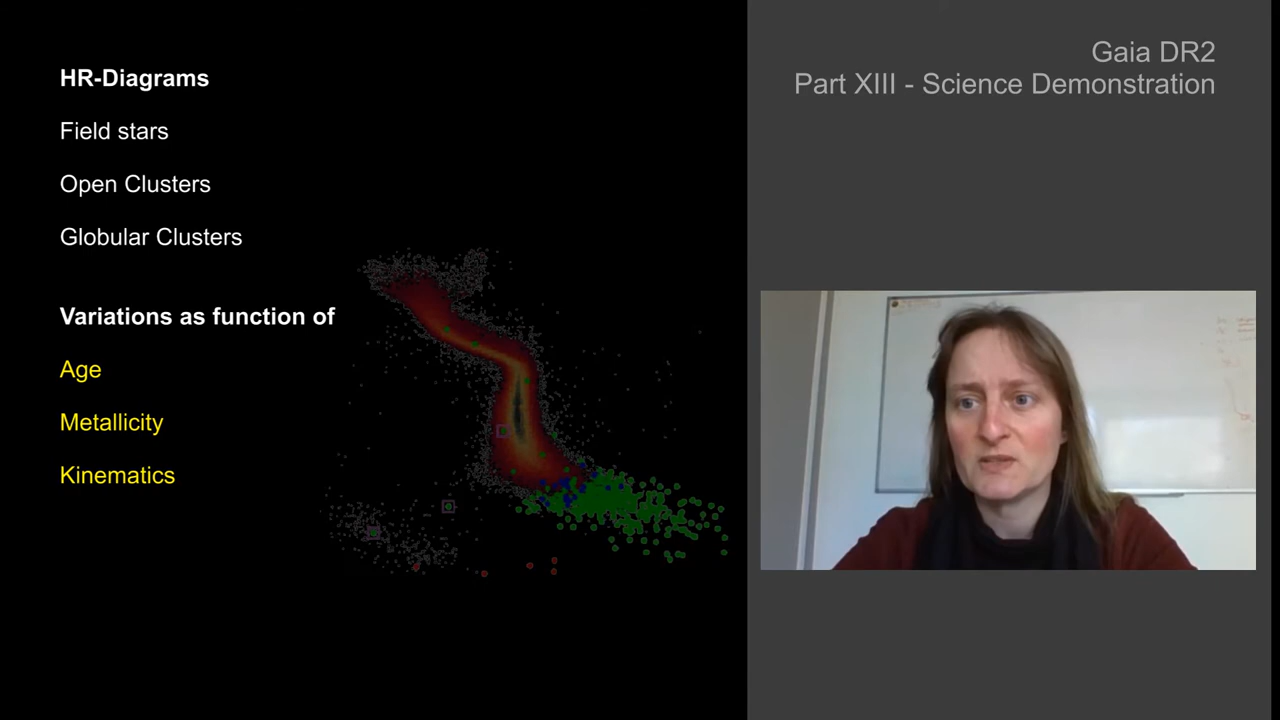 HR-Diagrams
Field stars
Open Clusters
Globular Clusters
Variations as function of
Age
Metallicity
Kinematics
Gaia DR2
Part XIII - Science Demonstration